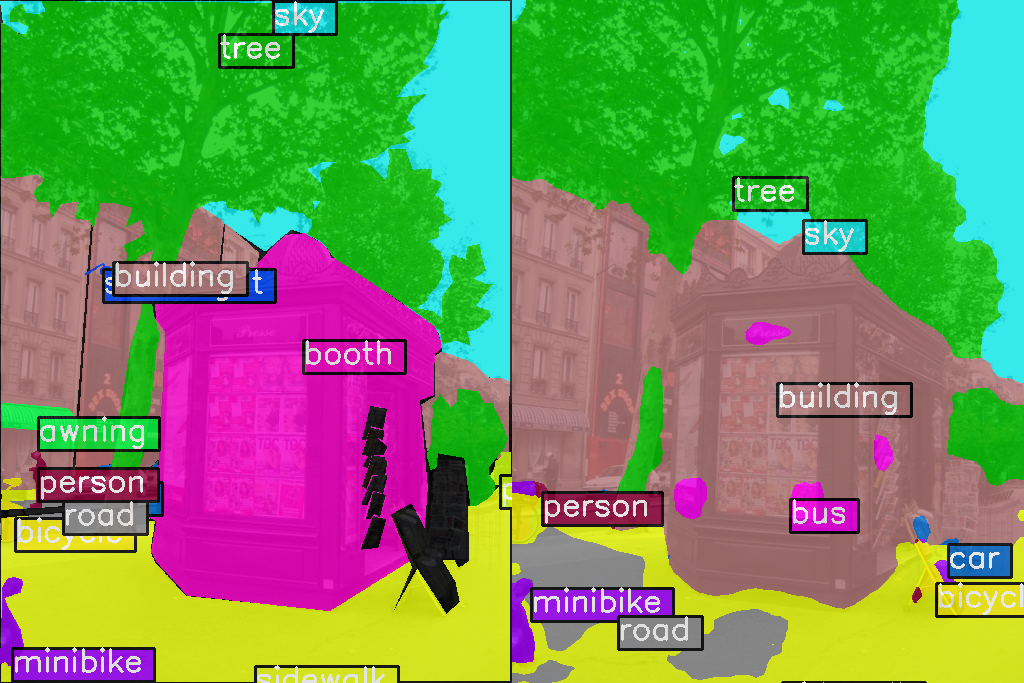 sky
tree
building
t
booth
awning
person
road
bicycle
minibike
sidewalk
Presse
tree
sky
building
person
bus
car
minibike
bicycl
road